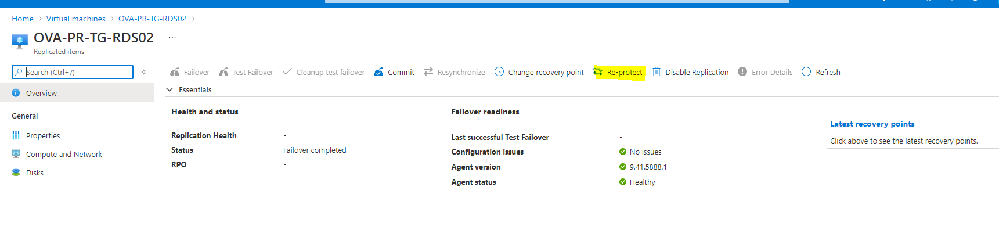 Home > Virtual machines > OVA-PR-TG-RDS02 >
OVA-PR-TG-RDS02 ...
Replicated items
Search (Ctrl+/) «
Failover Test Failover Cleanup test failover Commit Resynchronize Change recovery point Re-protect Disable Replication Error Details Refresh
Overview
Essentials
General
Properties
Compute and Network
Disks
Health and status
Replication Health -
Status Failover completed
RPO -
Failover readiness
Last successful Test Failover -
Configuration issues No issues
Agent version 9.41.5888.1
Agent status Healthy
Latest recovery points
Click above to see the latest recovery points.